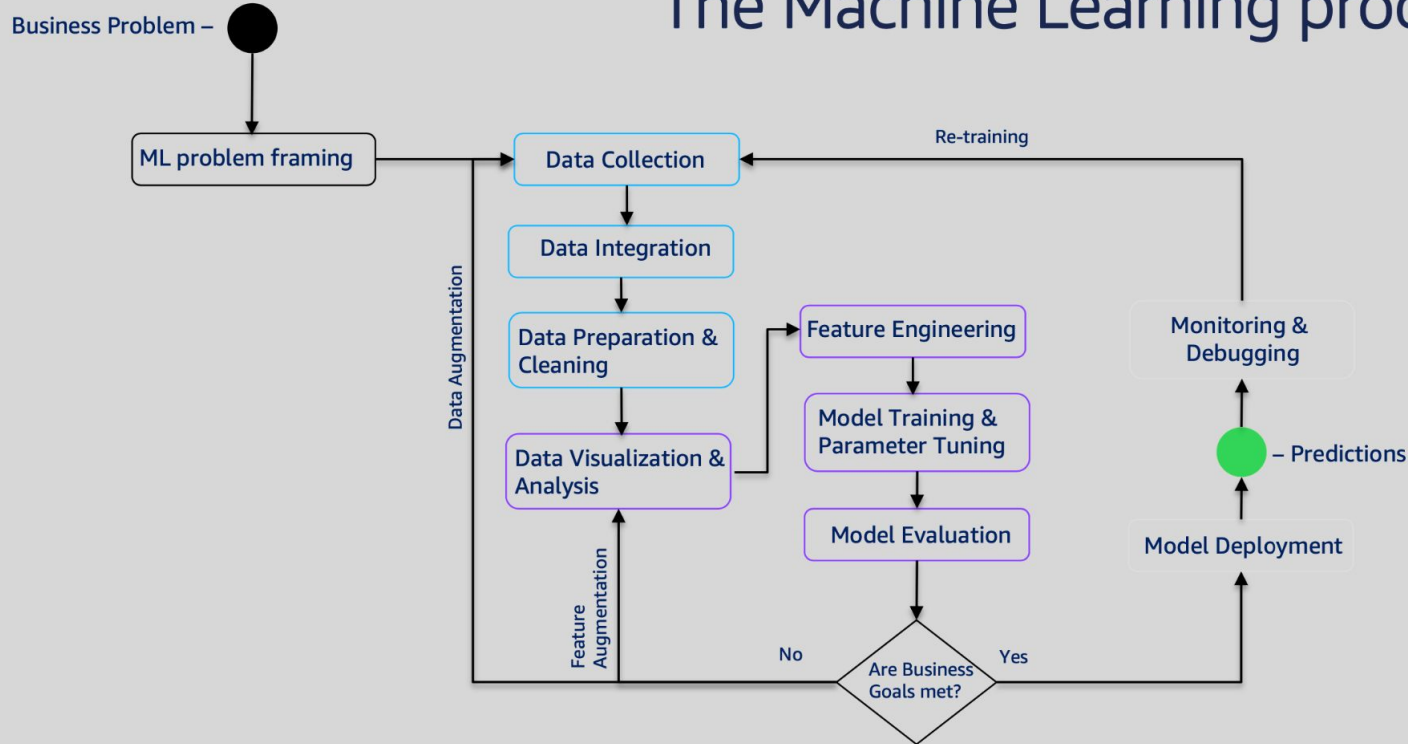 The Machine Learning
Business Problem –
ML problem framing
Data Collection
Re-training
Data Integration
Data Augmentation
Data Preparation &
Cleaning
Feature Engineering
Monitoring &
Debugging
Model Training &
Parameter Tuning
Data Visualization &
Analysis
– Predictions
Model Evaluation
Model Deployment
Feature
Augmentation
No
Are Business
Goals met?
Yes